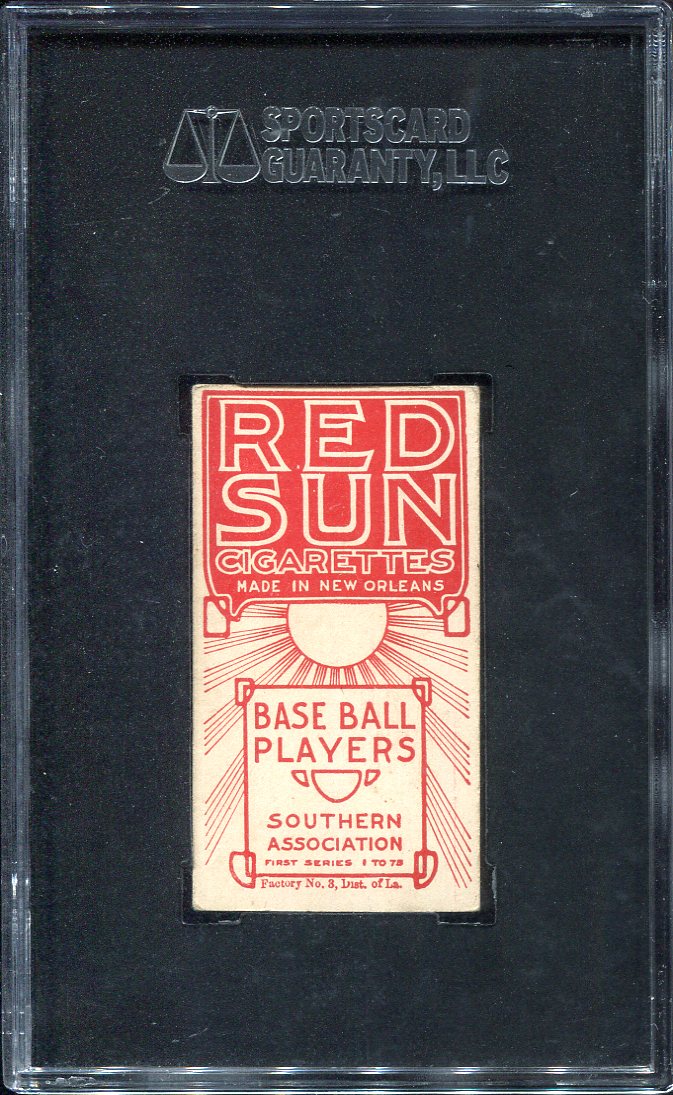 SPORTSCARD
GUARANTY, LLC
RED
SUN
CIGARETTES
MADE IN NEW ORLEANS
BASE BALL
PLAYERS
SOUTHERN
ASSOCIATION
FIRST SERIES 1 TO 75
Factory No. 3, Dist. of La.